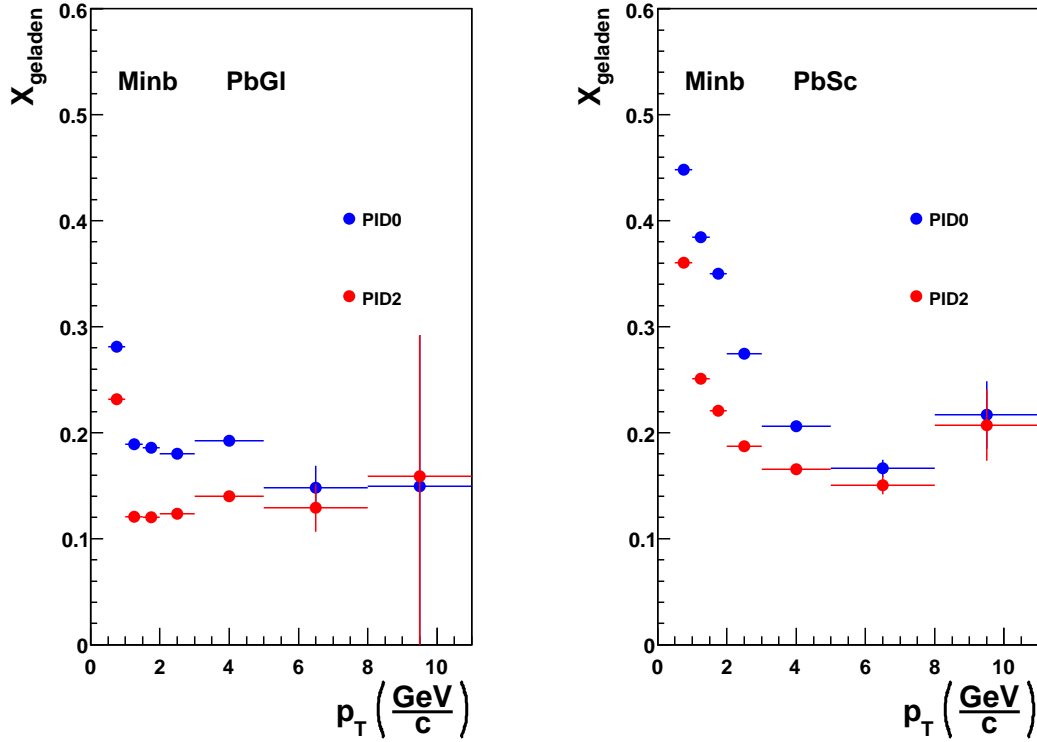 X_geladen
0.6
0.5
0.4
0.3
0.2
0.1
0
Minb PbGl
PID0
PID2
0 2 4 6 8 10
p_T (GeV/c)
X_geladen
0.6
0.5
0.4
0.3
0.2
0.1
0
Minb PbSc
PID0
PID2
0 2 4 6 8 10
p_T (GeV/c)